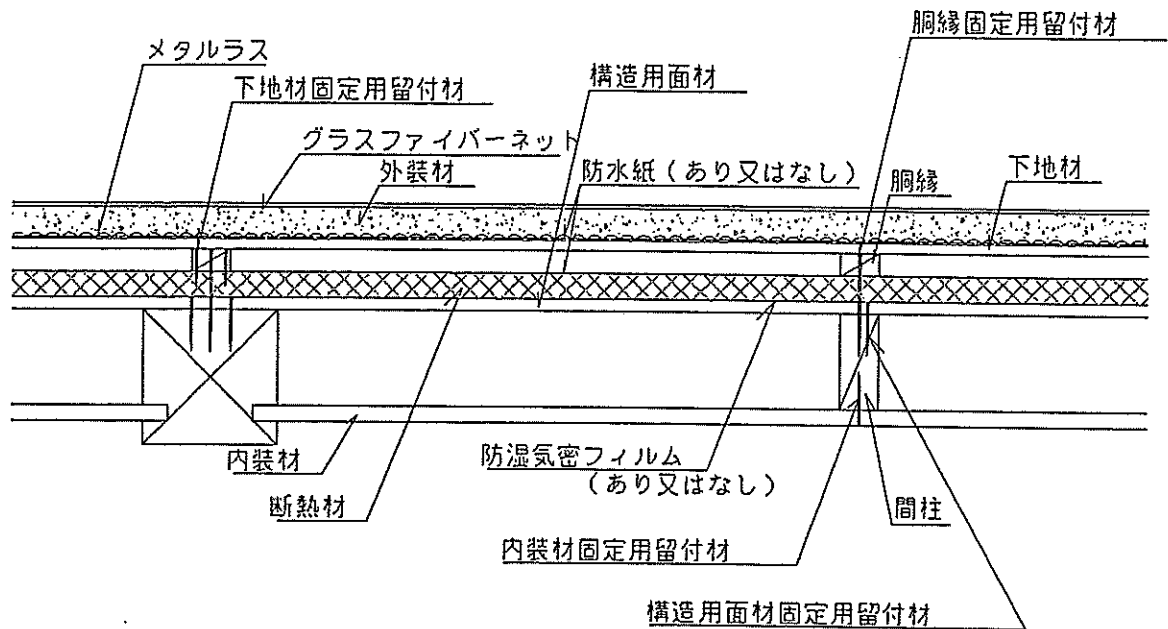 胴縁固定用留付材
メタルラス
構造用面材
下地材固定用留付材
グラスファイバーネット
外装材
防水紙（あり又はなし）
胴縁
下地材
内装材
防湿気密フィルム
（あり又はなし）
断熱材
間柱
内装材固定用留付材
構造用面材固定用留付材